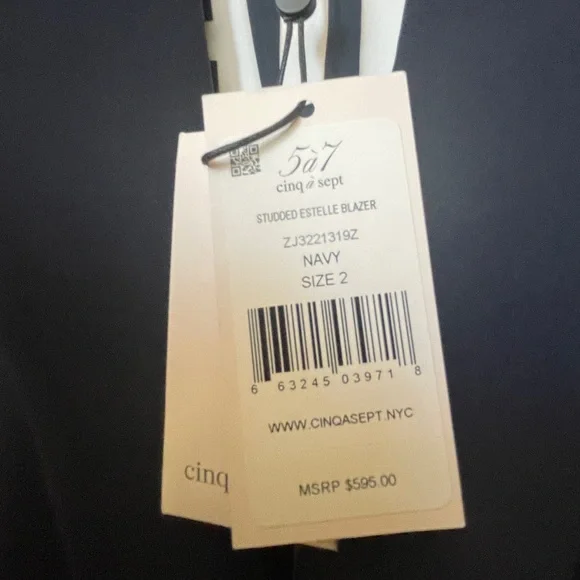 5à7
cinq à sept
STUDDED ESTELLE BLAZER
ZJ3221319Z
NAVY
SIZE 2
6 63245 03971 8
WWW.CINQASEPT.NYC
MSRP $595.00
cinq